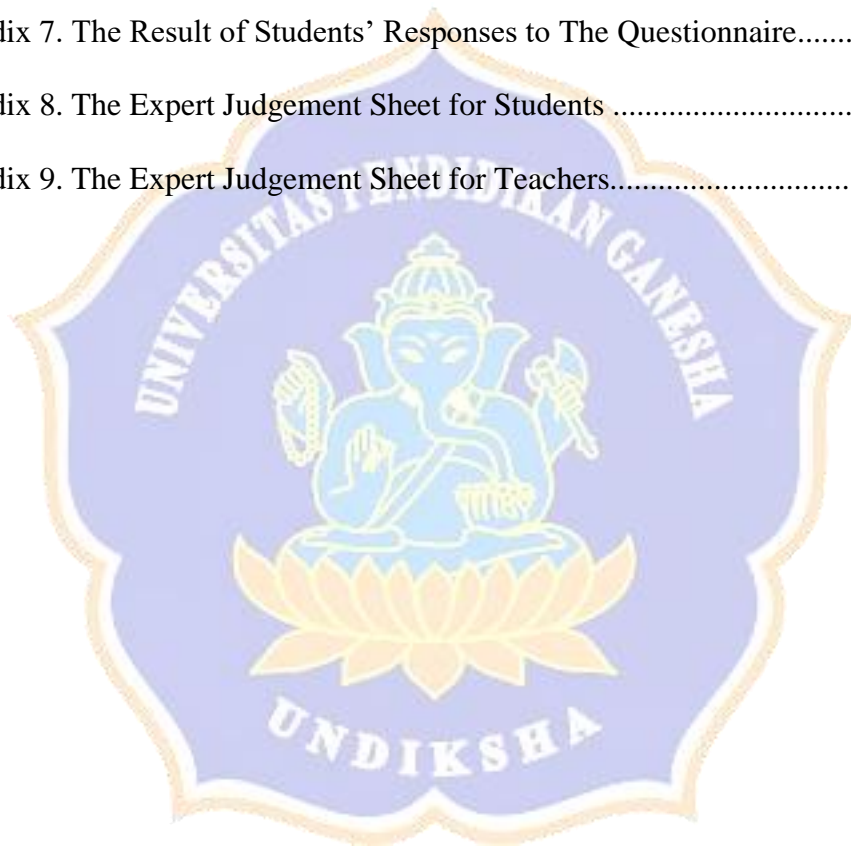 dix 7. The Result of Students’ Responses to The Questionnaire.......
dix 8. The Expert Judgement Sheet for Students ..............................
dix 9. The Expert Judgement Sheet for Teachers.............................
UNIVERSITAS PENDIDIKAN GANESHA
UNDIKSHA